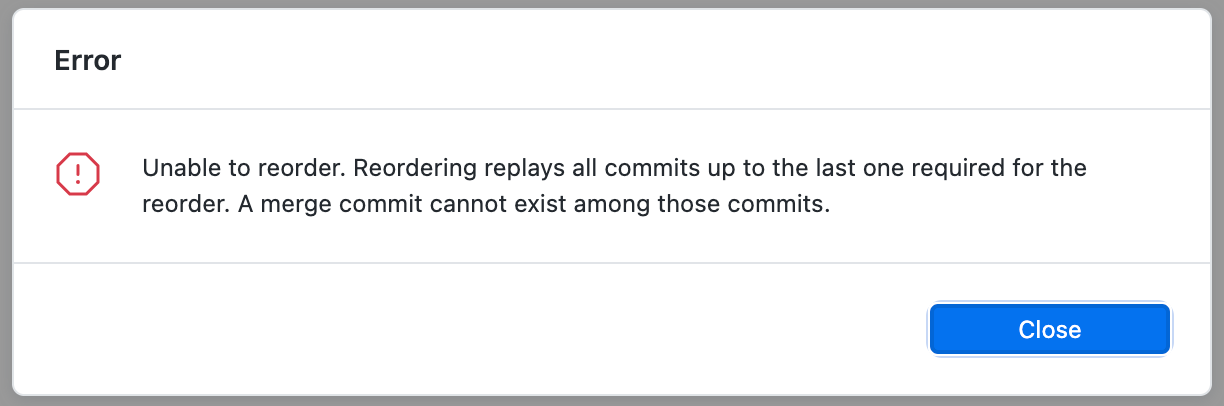 Error
Unable to reorder. Reordering replays all commits up to the last one required for the
reorder. A merge commit cannot exist among those commits.
Close